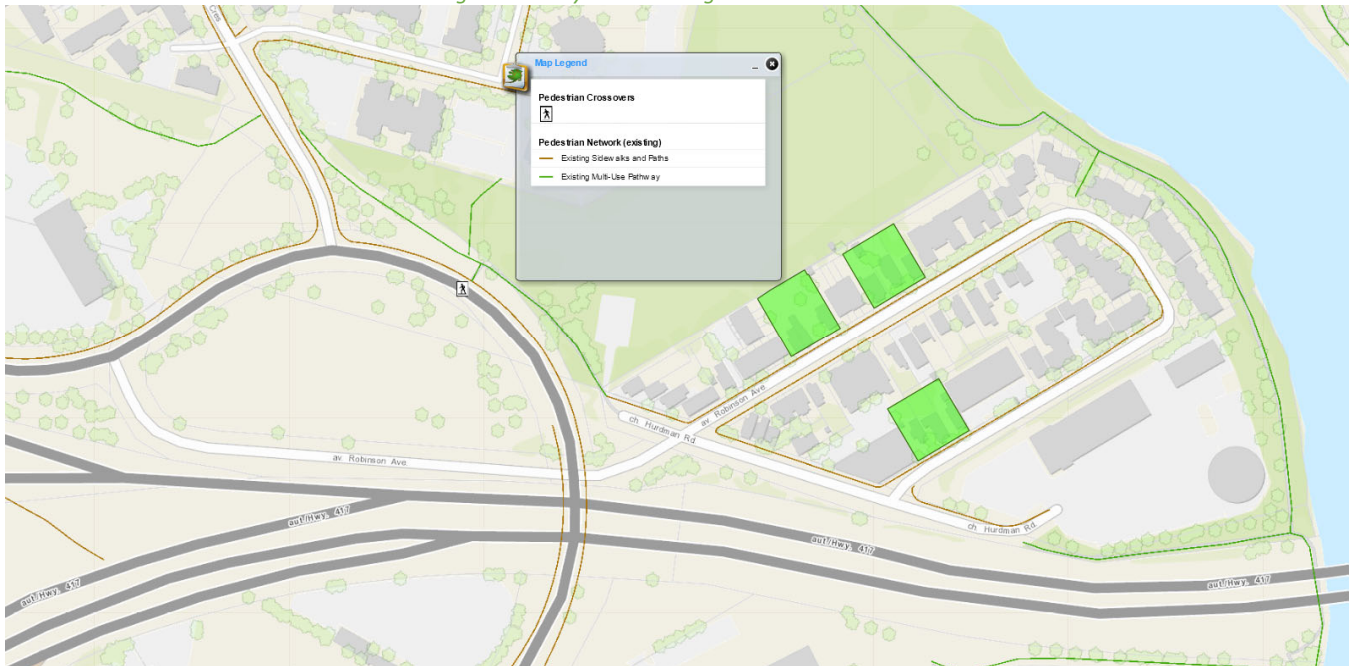 Cres
Map Legend
Pedestrian Crossovers
Pedestrian Network (existing)
Existing Sidewalks and Paths
Existing Multi-Use Pathway
av. Robinson Ave
ch. Hurdman Rd
av. Robinson Ave
ch. Hurdman Rd
aut./Hwy. 417
aut./Hwy. 417
aut./Hwy. 417
aut./Hwy. 417